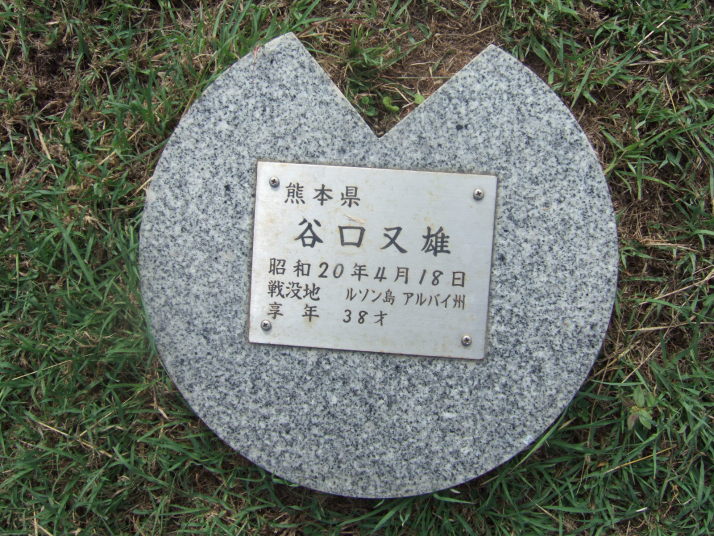 熊本県
谷口又雄
昭和20年4月18日
戦没地 ルソン島 アルバイ州
享年 38才